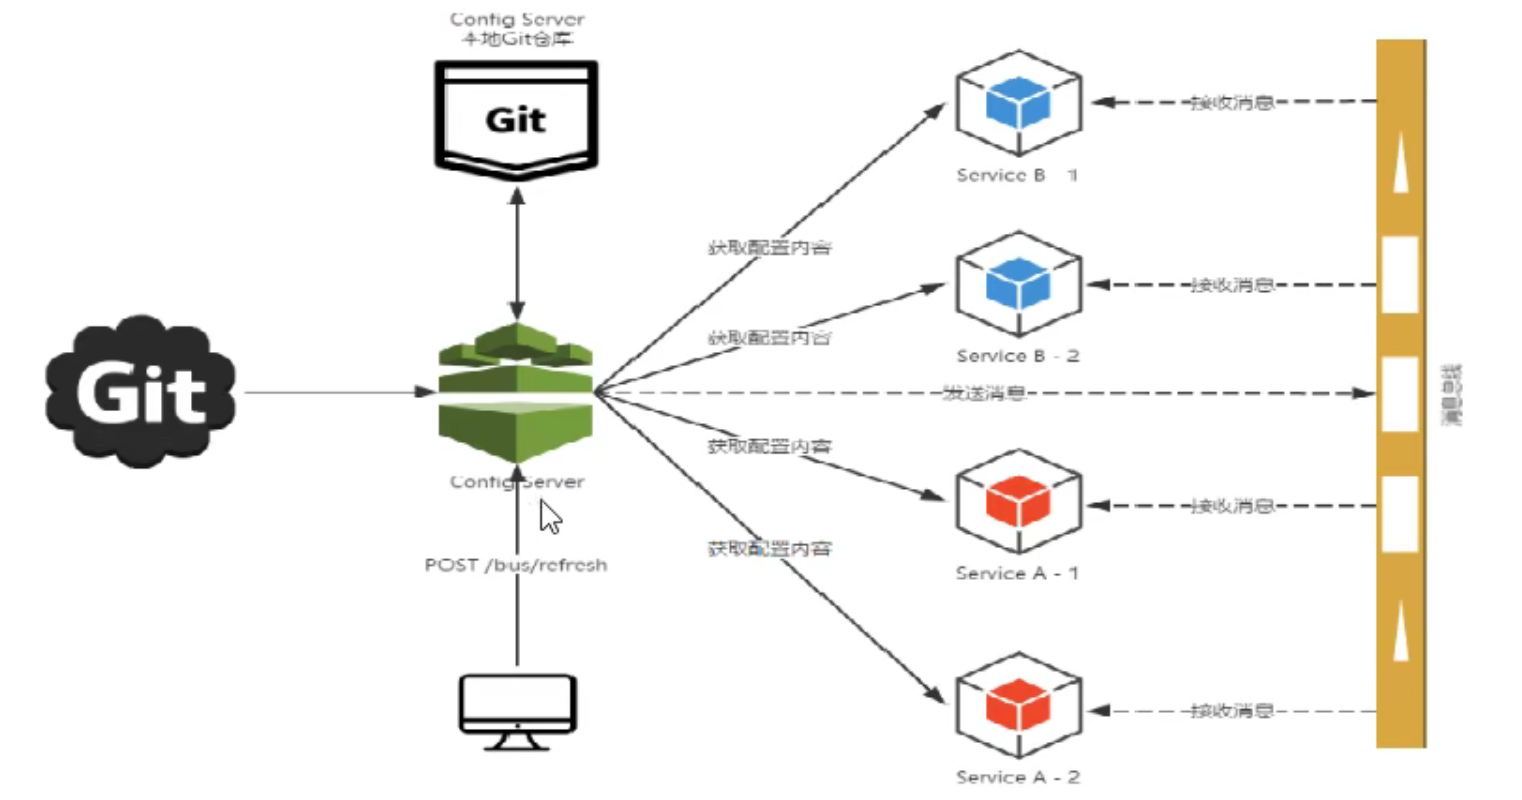 Config Server
本地Git仓库
Git
接收消息
Service B - 1
获取配置内容
接收消息
获取配置内容
Service B - 2
Git
发送消息
消息总线
获取配置内容
Config Server
接收消息
获取配置内容
POST /bus/refresh
Service A - 1
接收消息
Service A - 2